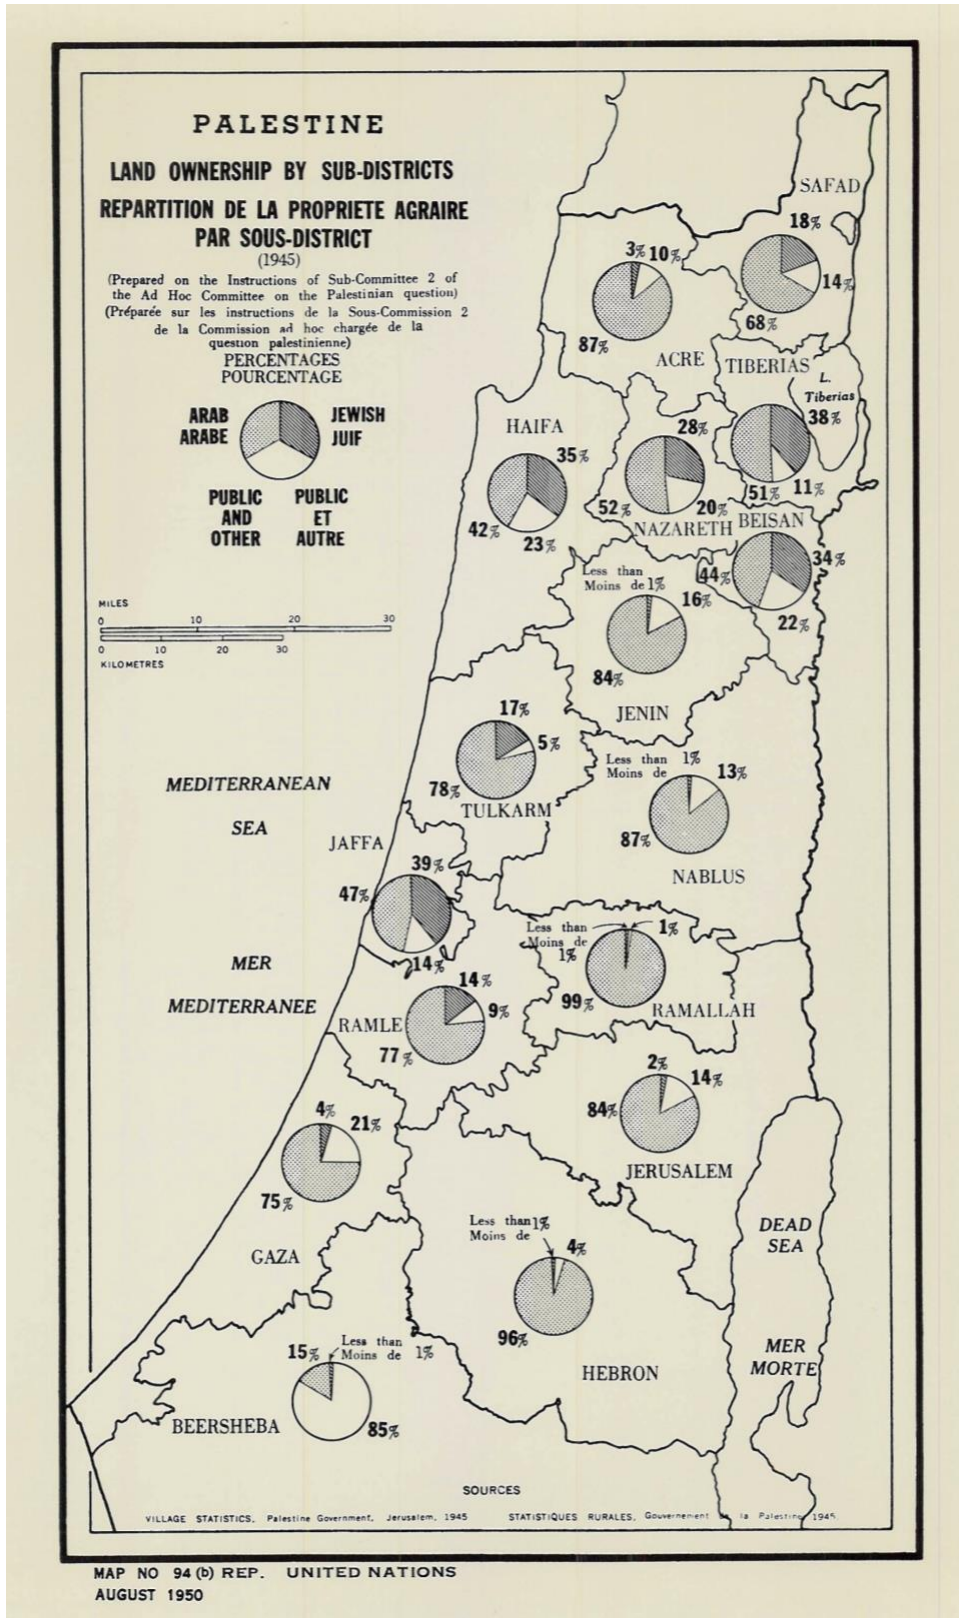 PALESTINE
LAND OWNERSHIP BY SUB-DISTRICTS
REPARTITION DE LA PROPRIETE AGRAIRE
PAR SOUS-DISTRICT
(1945)
(Prepared on the Instructions of Sub-Committee 2 of
the Ad Hoc Committee on the Palestinian question)
(Préparée sur les instructions de la Sous-Commission 2
de la Commission ad hoc chargée de la
question palestinienne)
PERCENTAGES
POURCENTAGE
ARAB
ARABE
JEWISH
JUIF
PUBLIC
AND
OTHER
PUBLIC
ET
AUTRE
MILES
0 10 20 30
0 10 20 30
KILOMETRES
SAFAD
18%
14%
68%
3% 10%
87%
ACRE
TIBERIAS
L.
Tiberias
38%
51% 11%
HAIFA
35%
42%
23%
28%
52%
20%
NAZARETH
BEISAN
44%
34%
22%
Less than
Moins de 1%
16%
84%
JENIN
17%
5%
78%
TULKARM
Less than
Moins de 1%
13%
87%
NABLUS
MEDITERRANEAN
SEA
JAFFA
39%
47%
14%
MER
MEDITERRANEE
Less than
Moins de
1%
1%
99%
RAMALLAH
14%
9%
RAMLE
77%
2%
14%
84%
JERUSALEM
4%
21%
75%
GAZA
Less than 1%
Moins de
4%
96%
HEBRON
DEAD
SEA
MER
MORTE
15%
Less than
Moins de 1%
BEERSHEBA
85%
SOURCES
VILLAGE STATISTICS, Palestine Government, Jerusalem, 1945
STATISTIQUES RURALES, Gouvernement de la Palestine 1945.
MAP NO 94 (b) REP. UNITED NATIONS
AUGUST 1950